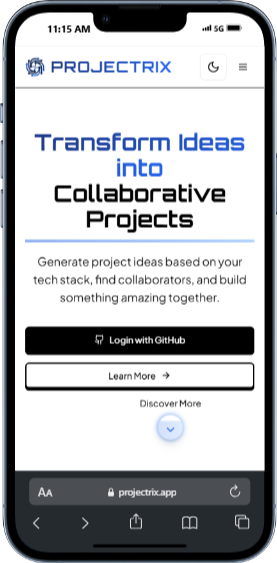 11:15 AM 5G
PROJECTRIX
Transform Ideas
into
Collaborative
Projects
Generate project ideas based on your
tech stack, find collaborators, and build
something amazing together.
Login with GitHub
Learn More →
Discover More
AA projectrix.app